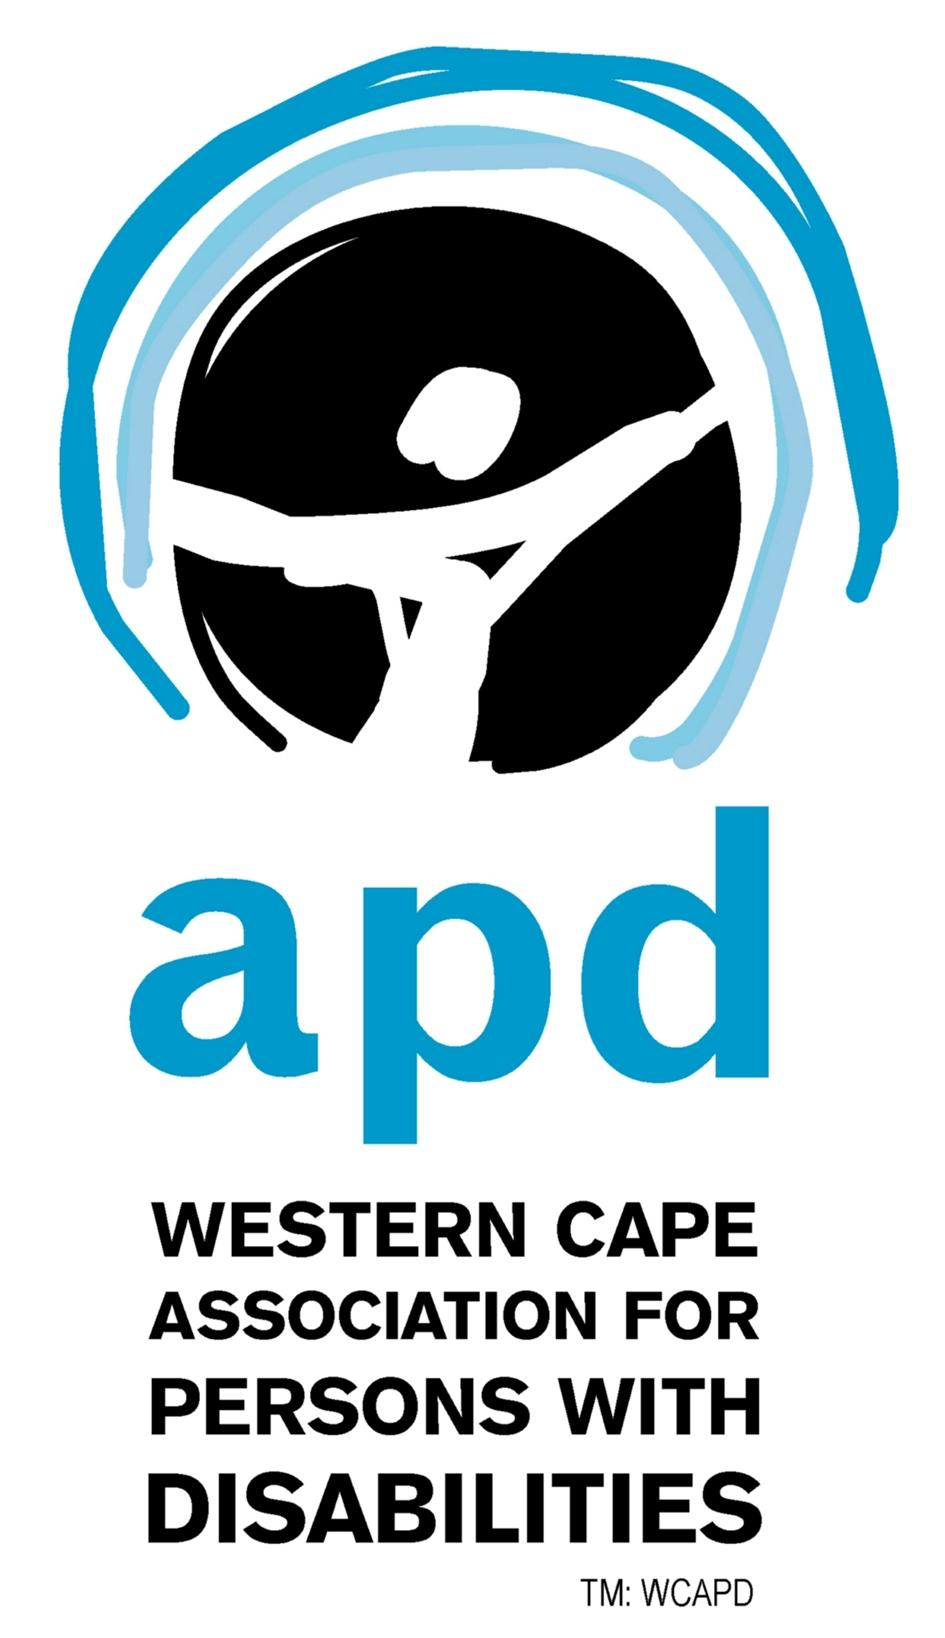 apd
WESTERN CAPE
ASSOCIATION FOR
PERSONS WITH
DISABILITIES
TM: WCAPD